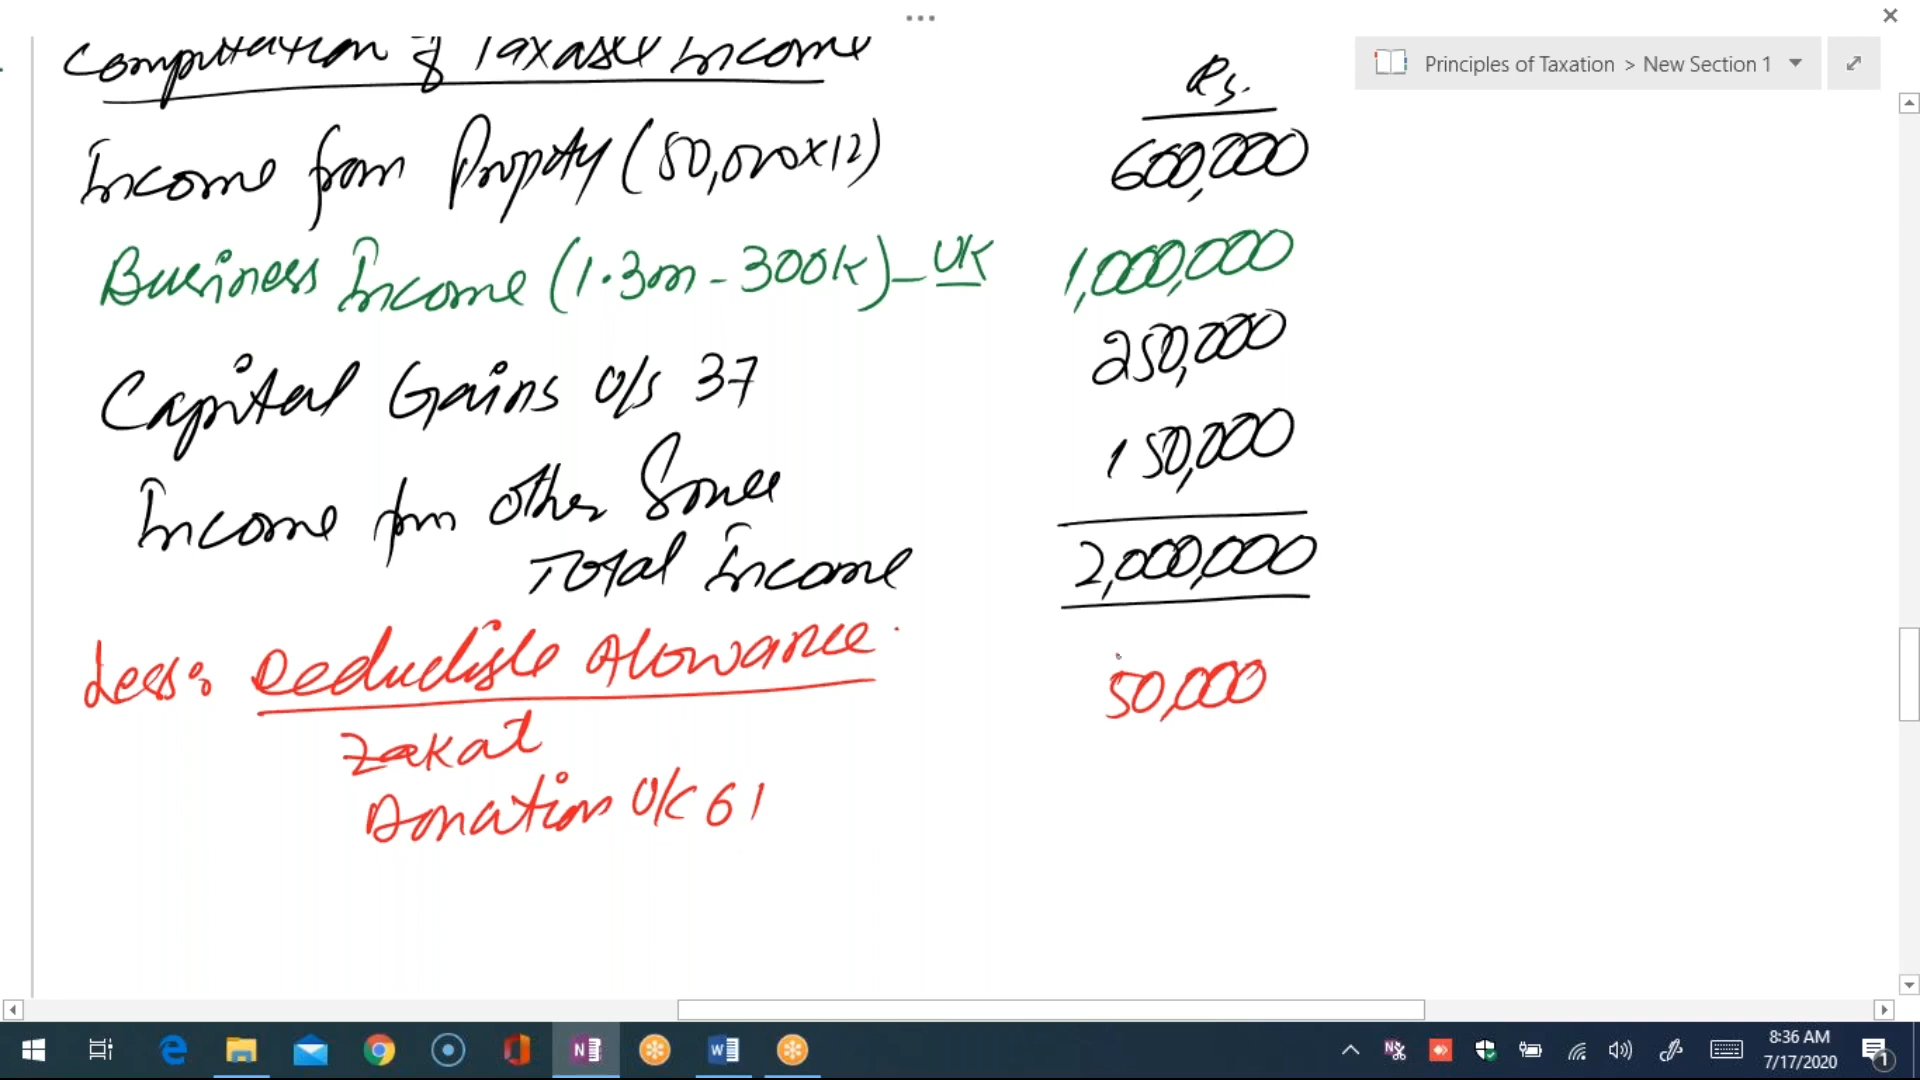 Principles of Taxation > New Section 1
Computation of Taxable Income
Rs.
Income from Property (50,000x12) 600,000
Business Income (1.3m - 300k) - UK 1,000,000
Capital Gains U/S 37 250,000
Income from Other Source 150,000
Total Income 2,000,000
Less: Deductible Allowance 50,000
Zakat
Donation U/C 61
8:36 AM
7/17/2020
1